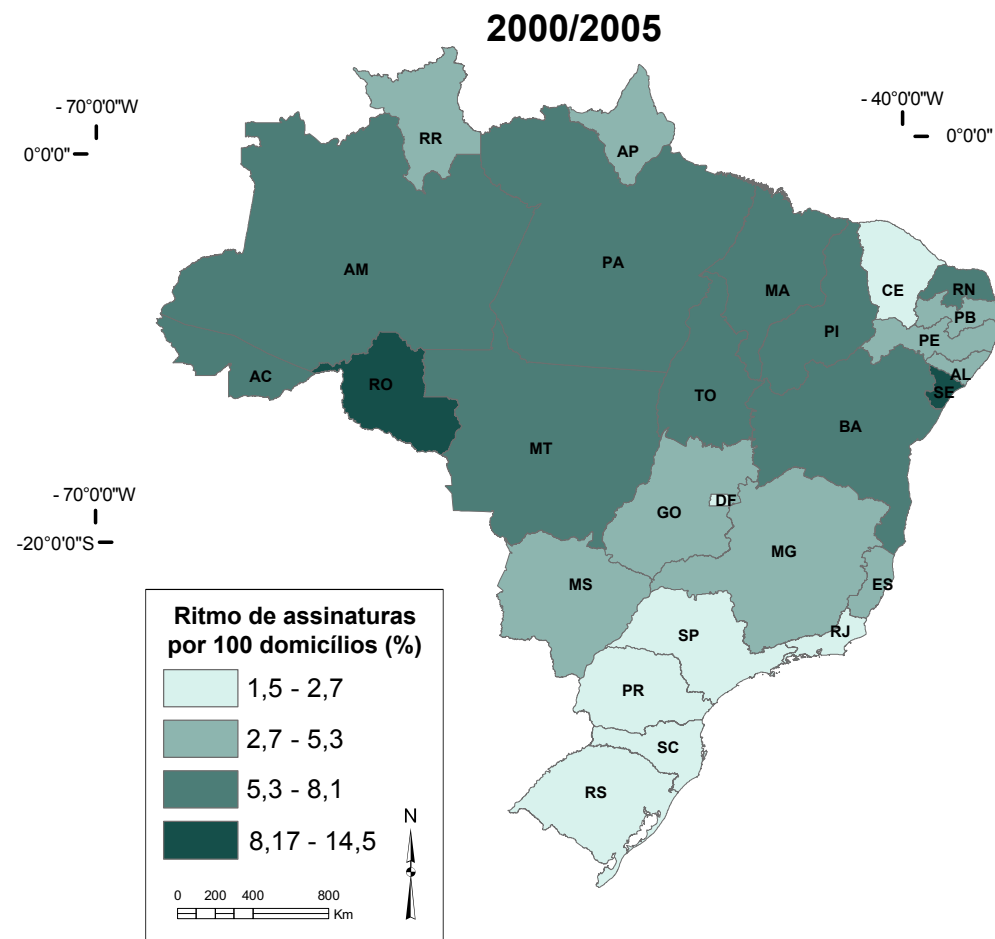 2000/2005
- 70°0'0"W
0°0'0"
- 40°0'0"W
0°0'0"
RR
AP
AM
PA
MA
CE
RN
PB
PI
PE
AL
SE
AC
RO
TO
BA
MT
DF
GO
MG
MS
ES
SP
RJ
PR
SC
RS
- 70°0'0"W
-20°0'0"S
Ritmo de assinaturas
por 100 domicílios (%)
1,5 - 2,7
2,7 - 5,3
5,3 - 8,1
8,17 - 14,5
N
0 200 400 800
Km